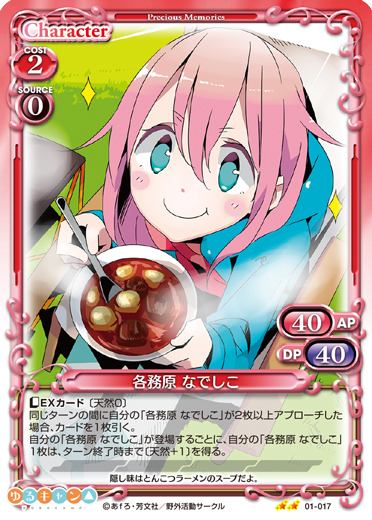 Precious Memories
Character
COST
2
SOURCE
0
40 AP
DP 40
各務原 なでしこ
EXカード 〔天然0〕
同じターンの間に自分の「各務原 なでしこ」が2枚以上アプローチした
場合、カードを1枚引く。
自分の「各務原 なでしこ」が登場するごとに、自分の「各務原 なでしこ」
1枚は、ターン終了時まで〔天然+1〕を得る。
隠し味はとんこつラーメンのスープだよ。
ゆるキャン△
©あfろ・芳文社／野外活動サークル
01-017